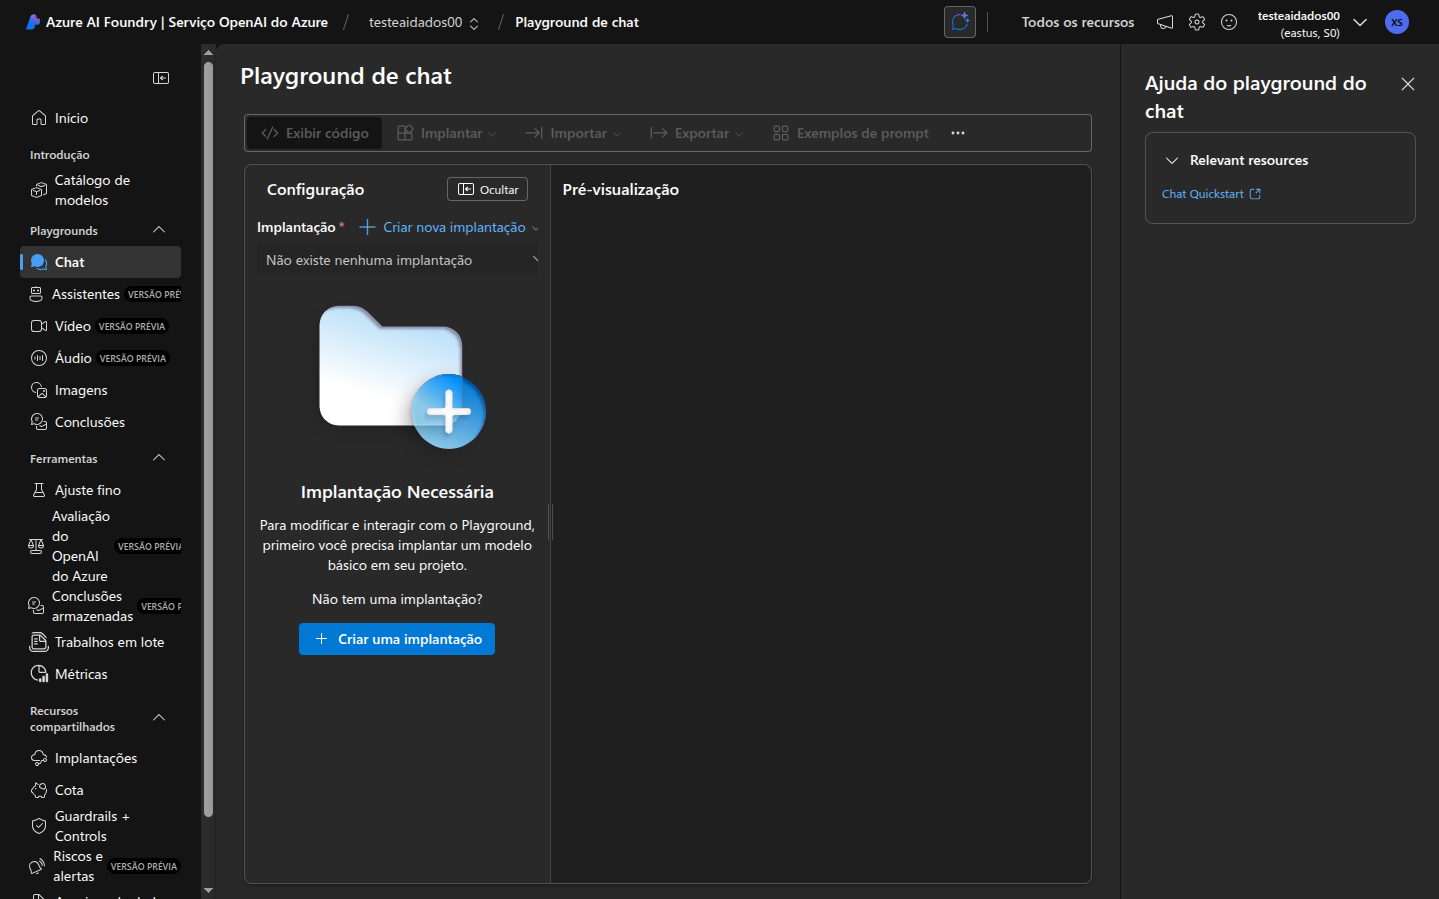 Azure AI Foundry | Serviço OpenAI do Azure / testeaidados00 / Playground de chat
Todos os recursos
testeaidados00
(eastus, S0)
XS
Início
Introdução
Catálogo de
modelos
Playgrounds
Chat
Assistentes VERSÃO PRÉ
Vídeo VERSÃO PRÉVIA
Áudio VERSÃO PRÉVIA
Imagens
Conclusões
Ferramentas
Ajuste fino
Avaliação
do
OpenAI
do Azure
VERSÃO PRÉVIA
Conclusões
armazenadas
VERSÃO P
Trabalhos em lote
Métricas
Recursos
compartilhados
Implantações
Cota
Guardrails +
Controls
Riscos e
alertas
VERSÃO PRÉVIA
Playground de chat
Exibir código Implantar Importar Exportar Exemplos de prompt ...
Configuração
Ocultar
Implantação * Criar nova implantação
Não existe nenhuma implantação
Implantação Necessária
Para modificar e interagir com o Playground,
primeiro você precisa implantar um modelo
básico em seu projeto.
Não tem uma implantação?
Criar uma implantação
Pré-visualização
Ajuda do playground do
chat
Relevant resources
Chat Quickstart